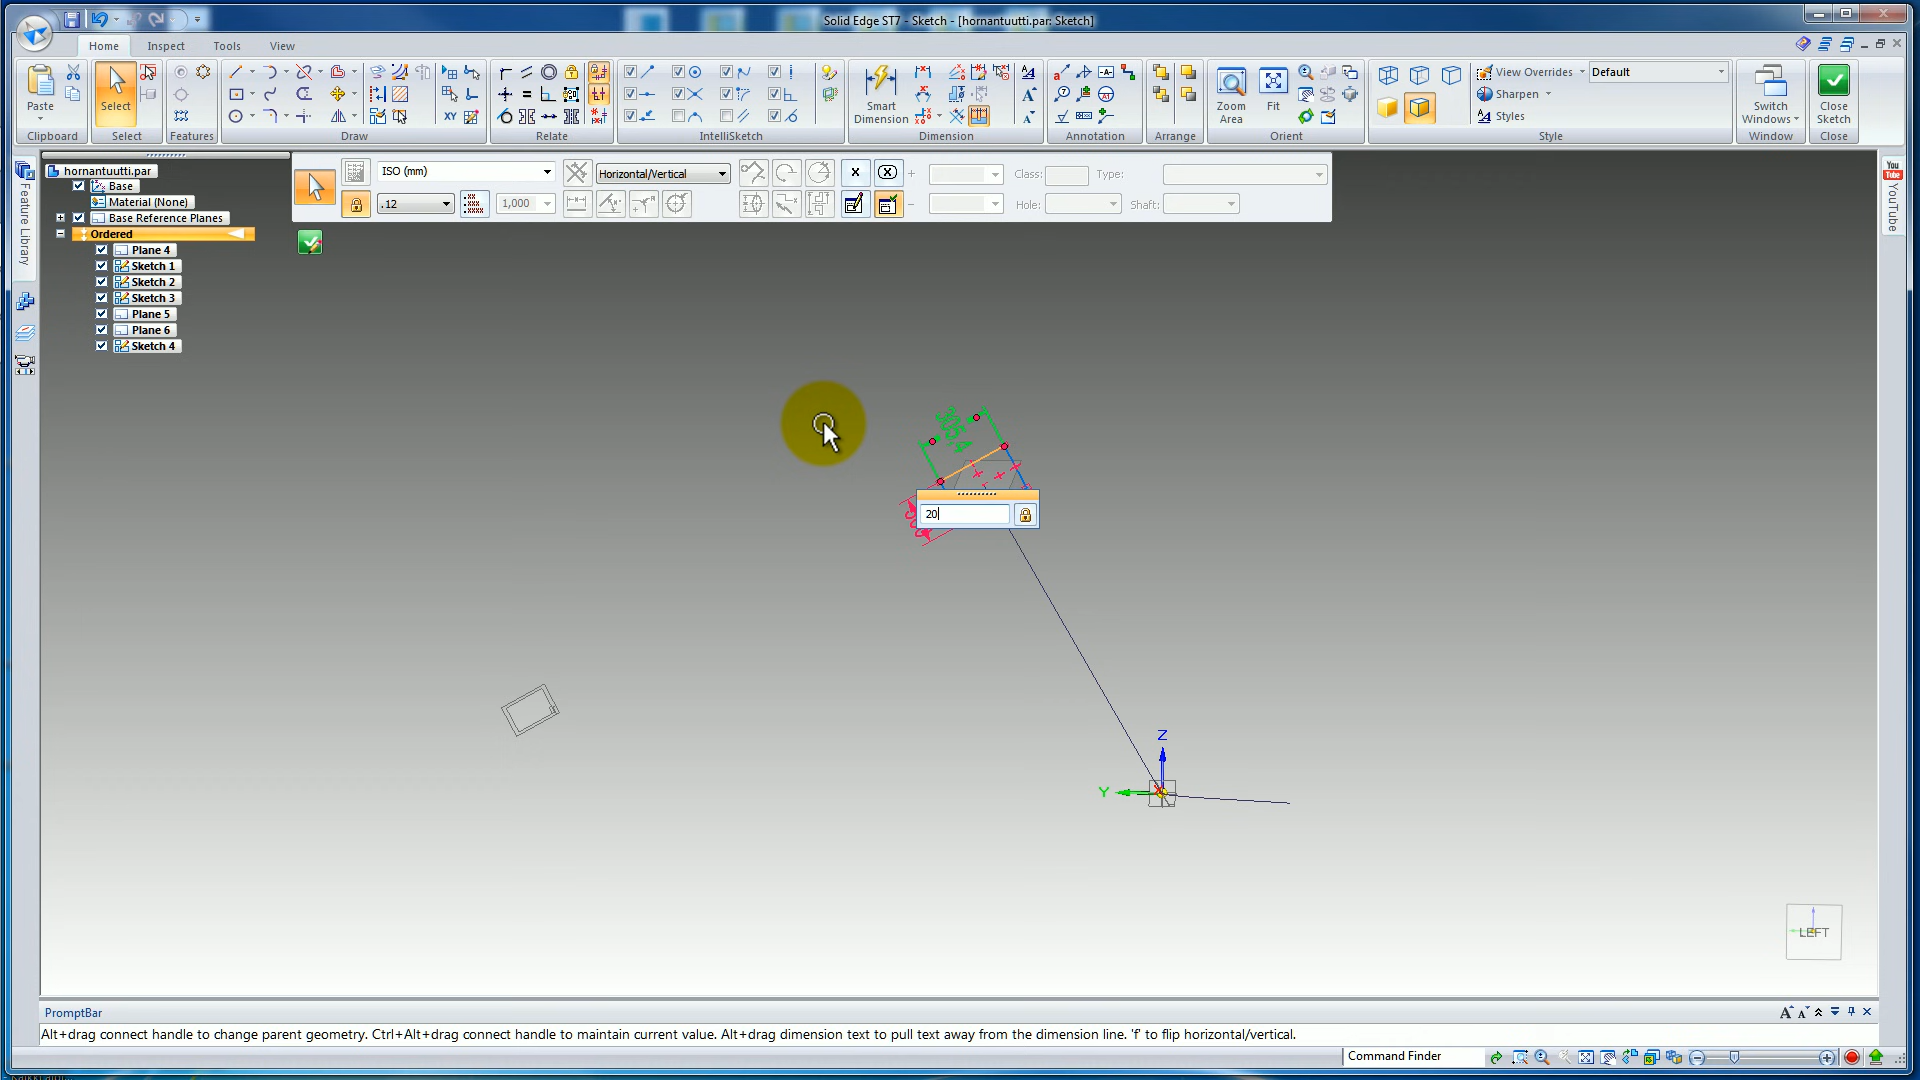 Solid Edge ST7 - Sketch - [hornantuutti.par: Sketch]
Home Inspect Tools View
Paste
Clipboard
Select
Select
Features
Draw
Relate
IntelliSketch
Smart Dimension
Dimension
Annotation
Arrange
Zoom Area
Fit
Orient
View Overrides
Default
Sharpen
Styles
Style
Switch Windows
Window
Close Sketch
Close
Feature Library
hornantuutti.par
Base
Material (None)
Base Reference Planes
Ordered
Plane 4
Sketch 1
Sketch 2
Sketch 3
Plane 5
Plane 6
Sketch 4
ISO (mm)
.12
1,000
Horizontal/Vertical
Class:
Type:
Hole:
Shaft:
You Tube
YouTube
305,4
20
Z
Y
LEFT
PromptBar
Alt+drag connect handle to change parent geometry. Ctrl+Alt+drag connect handle to maintain current value. Alt+drag dimension text to pull text away from the dimension line. 'f' to flip horizontal/vertical.
Command Finder